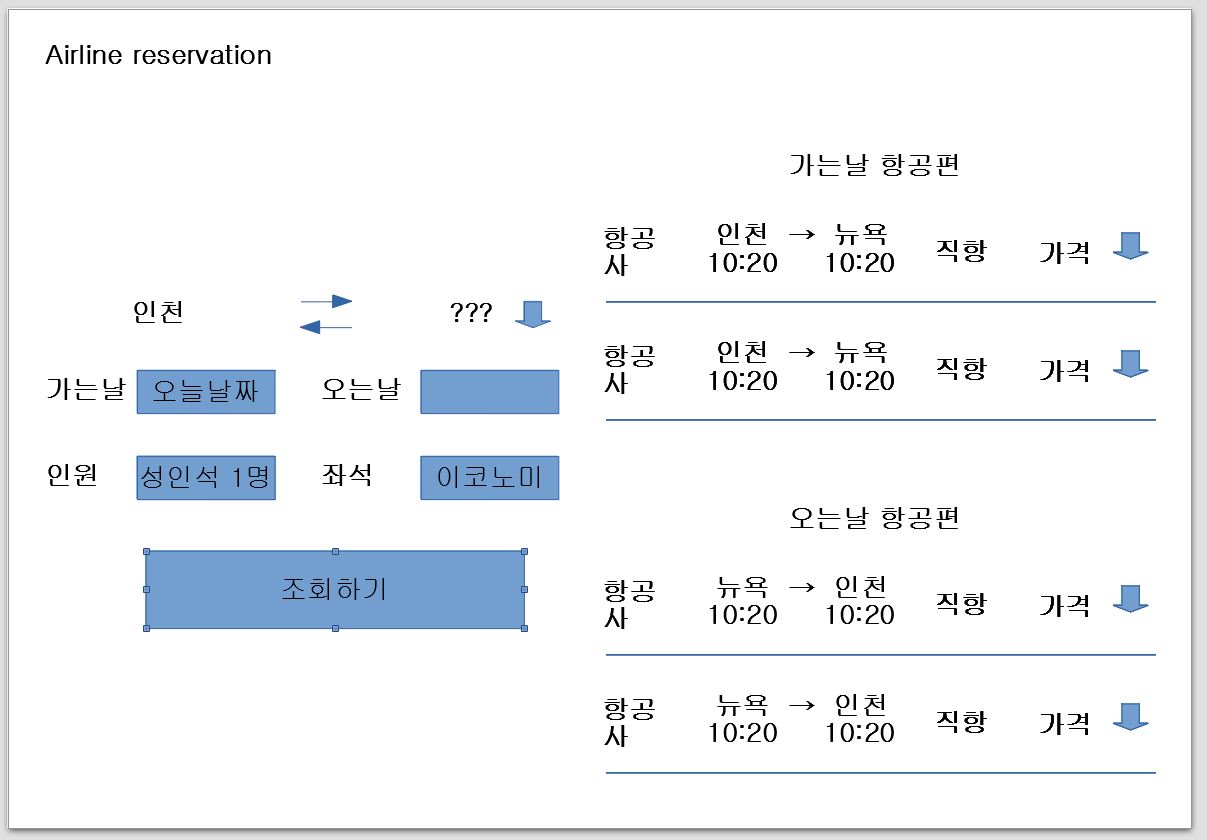 Airline reservation
인천 ???
가는날 오늘날짜 오는날
인원 성인석 1명 좌석 이코노미
조회하기
가는날 항공편
항공사 인천 → 뉴욕 직항 가격
10:20 10:20
항공사 인천 → 뉴욕 직항 가격
10:20 10:20
오는날 항공편
항공사 뉴욕 → 인천 직항 가격
10:20 10:20
항공사 뉴욕 → 인천 직항 가격
10:20 10:20